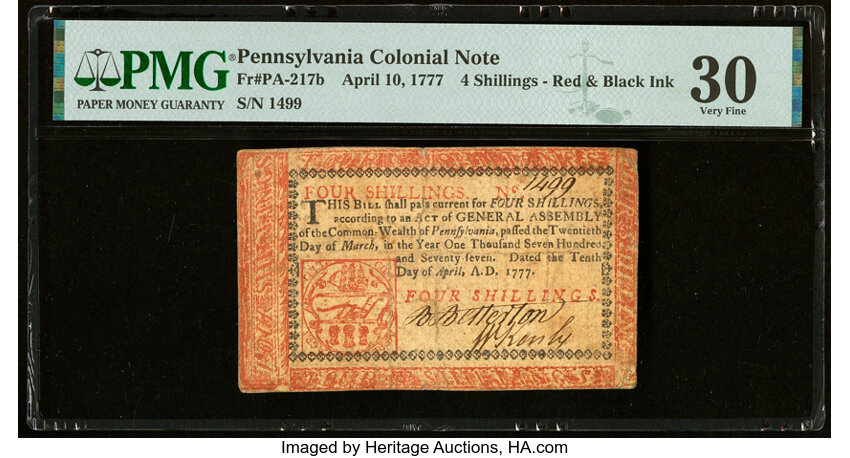 PMG®
PAPER MONEY GUARANTY
Pennsylvania Colonial Note
Fr#PA-217b April 10, 1777 4 Shillings - Red & Black Ink
S/N 1499
30
Very Fine
FOUR SHILLINGS. No 1499
THIS BILL ſhall paſs current for FOUR SHILLINGS,
according to an ACT of GENERAL ASSEMBLY
of the Common-Wealth of Pennſylvania, paſſed the Twentieth
Day of March, in the Year One Thouſand Seven Hundred
and Seventy-ſeven. Dated the Tenth
Day of April, A.D. 1777.
FOUR SHILLINGS.
B Betterton
Imaged by Heritage Auctions, HA.com